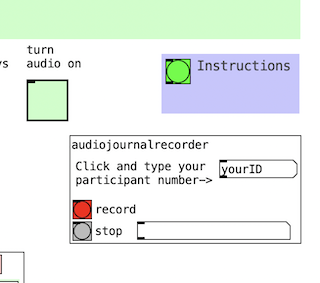 turn
ys audio on
Instructions
audiojournalrecorder
Click and type your
participant number—>
yourID
record
stop